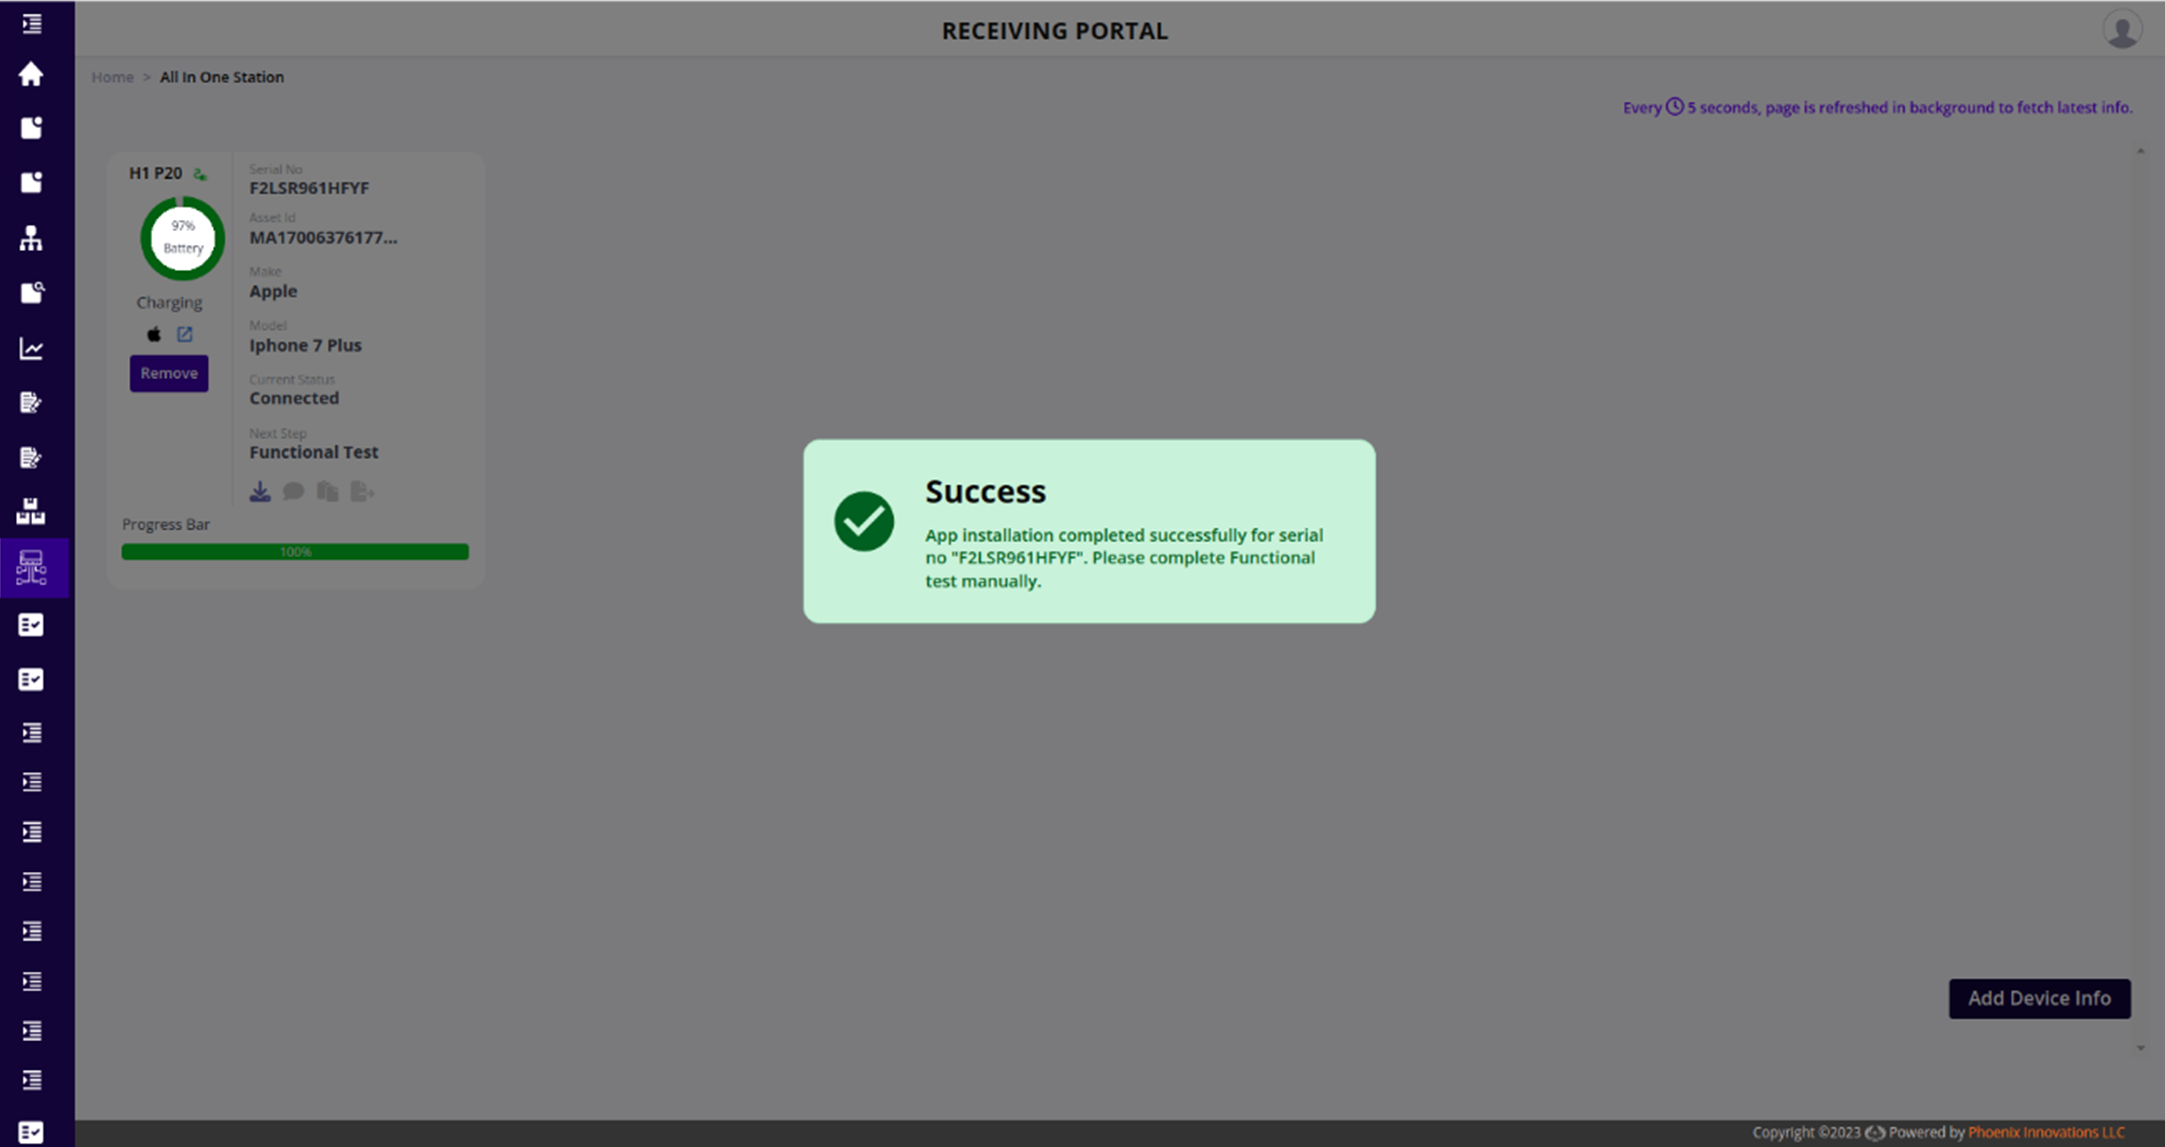 RECEIVING PORTAL
Home > All In One Station
Every 5 seconds, page is refreshed in background to fetch latest info.
H1 P20
97%
Battery
Charging
Remove
Serial No
F2LSR961HFYF
Asset Id
MA17006376177...
Make
Apple
Model
Iphone 7 Plus
Current Status
Connected
Next Step
Functional Test
Progress Bar
100%
Success
App installation completed successfully for serial
no "F2LSR961HFYF". Please complete Functional
test manually.
Add Device Info
Copyright ©2023 Powered by Phoenix Innovations LLC